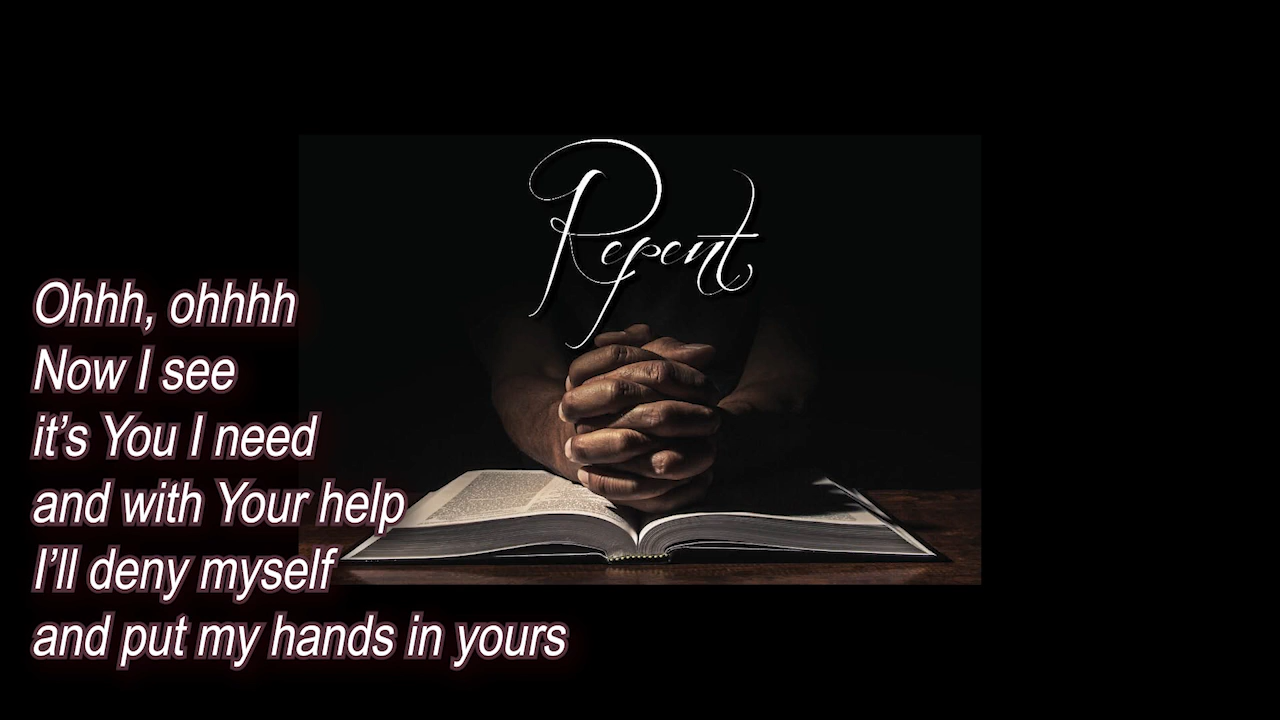 Repent
Ohhh, ohhhh
Now I see
it’s You I need
and with Your help
I’ll deny myself
and put my hands in yours